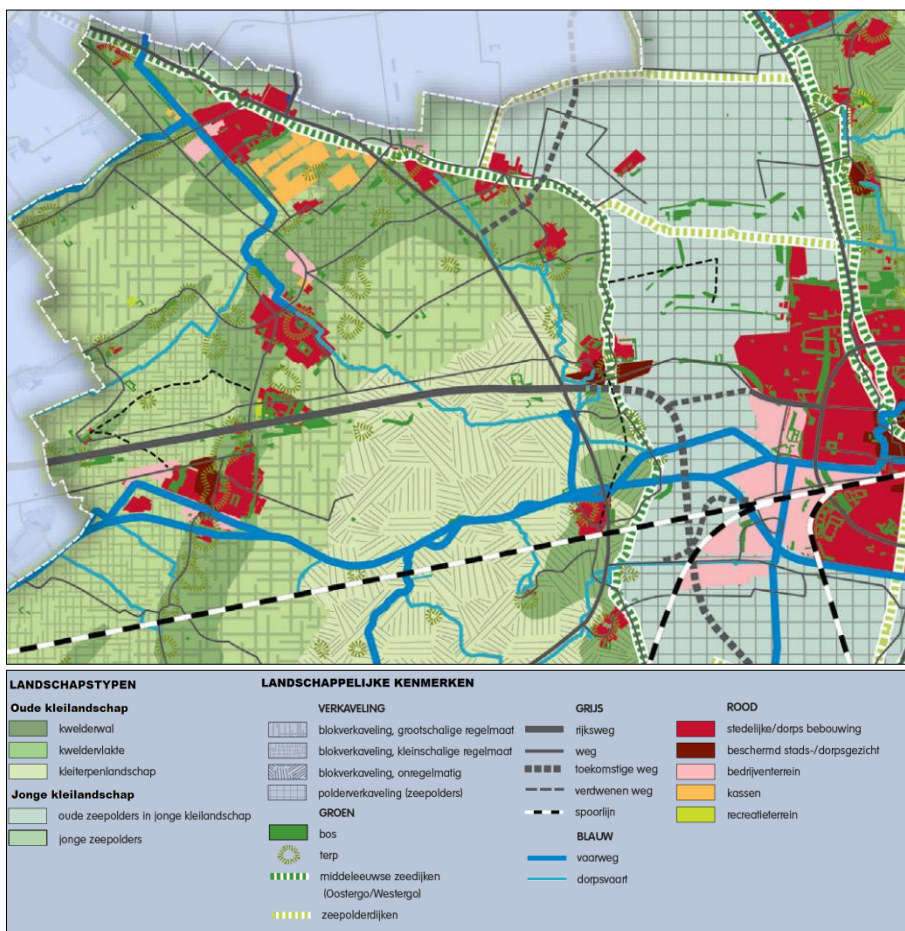 LANDSCHAPSTYPEN
Oude kleilandschap
kwelderwal
kweldervlakte
kleiterpenlandschap
Jonge kleilandschap
oude zeepolders in jonge kleilandschap
jonge zeepolders
LANDSCHAPPELIJKE KENMERKEN
VERKAVELING
blokverkaveling, grootschalige regelmaat
blokverkaveling, kleinschalige regelmaat
blokverkaveling, onregelmatig
polderverkaveling (zeepolders)
GROEN
bos
terp
middeleeuwse zeedijken
(Oostergo/Westergo)
zeepolderdijken
GRIJS
rijksweg
weg
toekomstige weg
verdwenen weg
spoorlijn
BLAUW
vaarweg
dorpsvaart
ROOD
stedelijke/dorps bebouwing
beschermd stads-/dorpsgezicht
bedrijventerrein
kassen
recreatieterrein